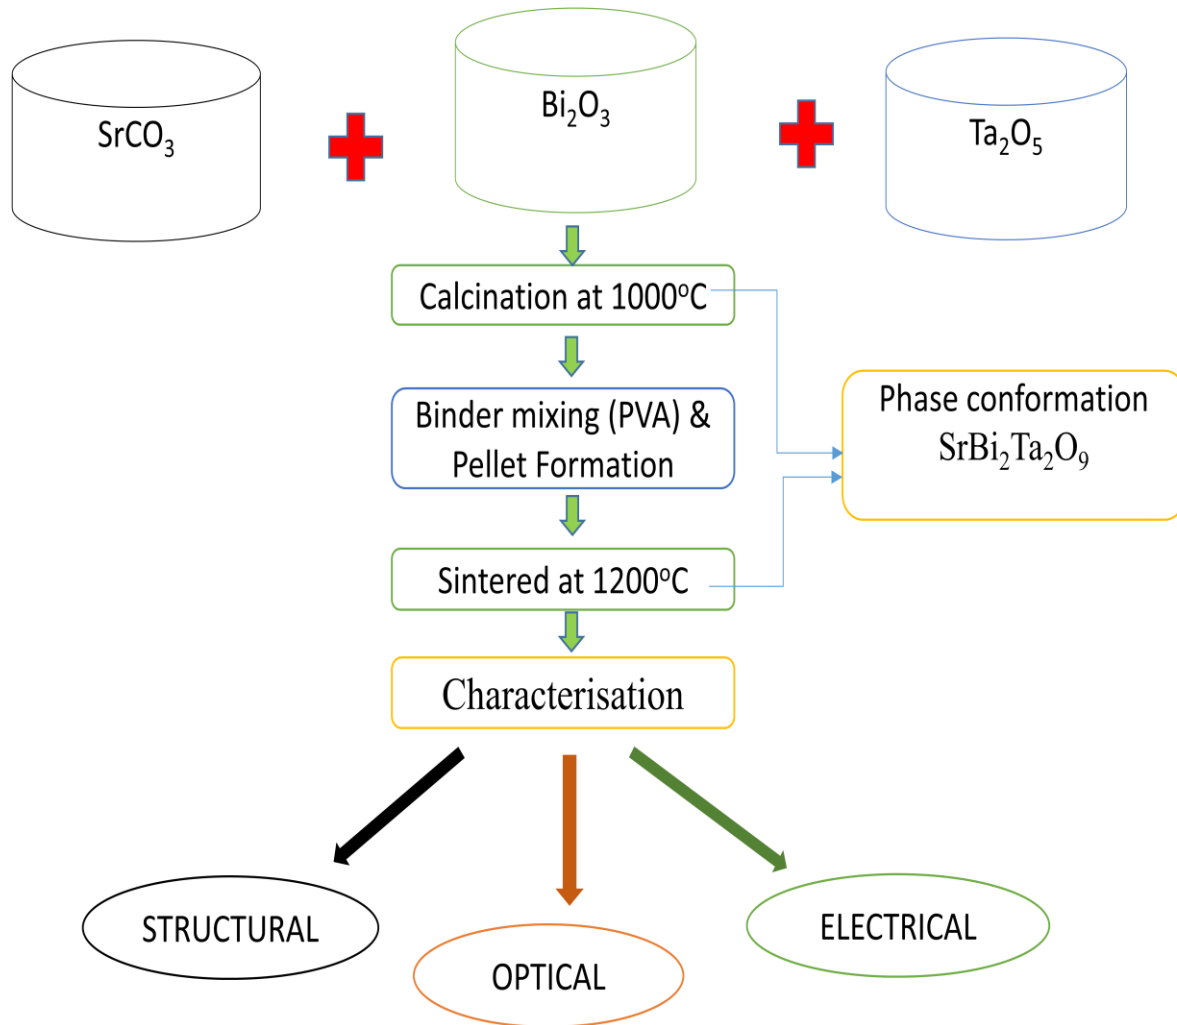 SrCO₃
Bi₂O₃
Ta₂O₅
Calcination at 1000ºC
Binder mixing (PVA) &
Pellet Formation
Phase conformation
SrBi₂Ta₂O₉
Sintered at 1200ºC
Characterisation
STRUCTURAL
OPTICAL
ELECTRICAL